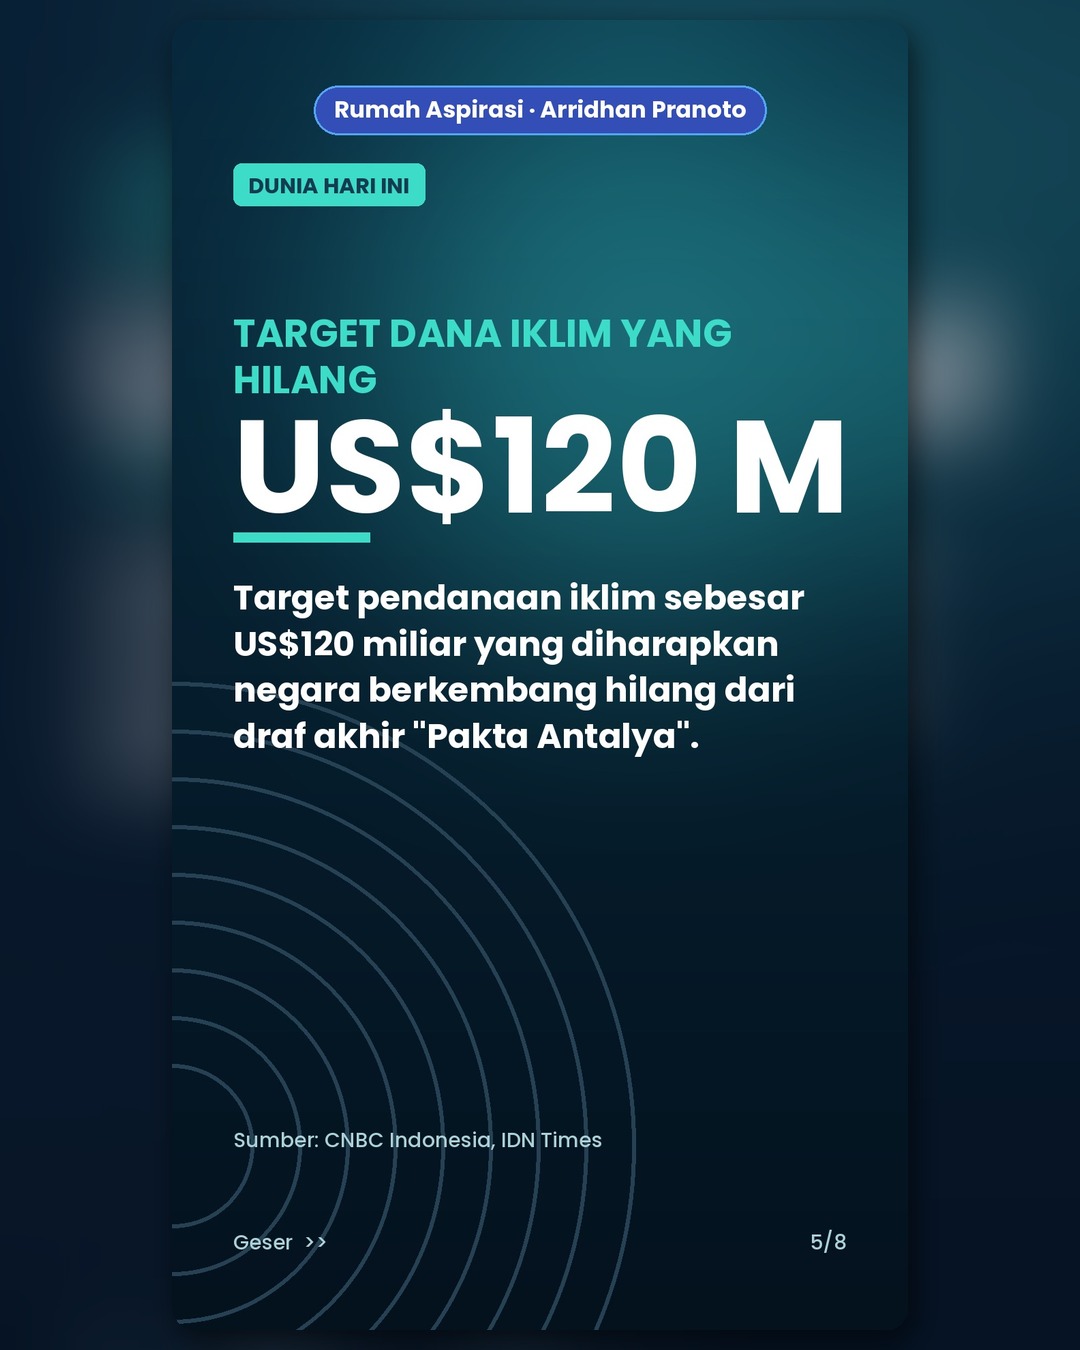 Rumah Aspirasi · Arridhan Pranoto
DUNIA HARI INI
TARGET DANA IKLIM YANG
HILANG
US$120 M
Target pendanaan iklim sebesar
US$120 miliar yang diharapkan
negara berkembang hilang dari
draf akhir "Pakta Antalya".
Sumber: CNBC Indonesia, IDN Times
Geser >>
5/8